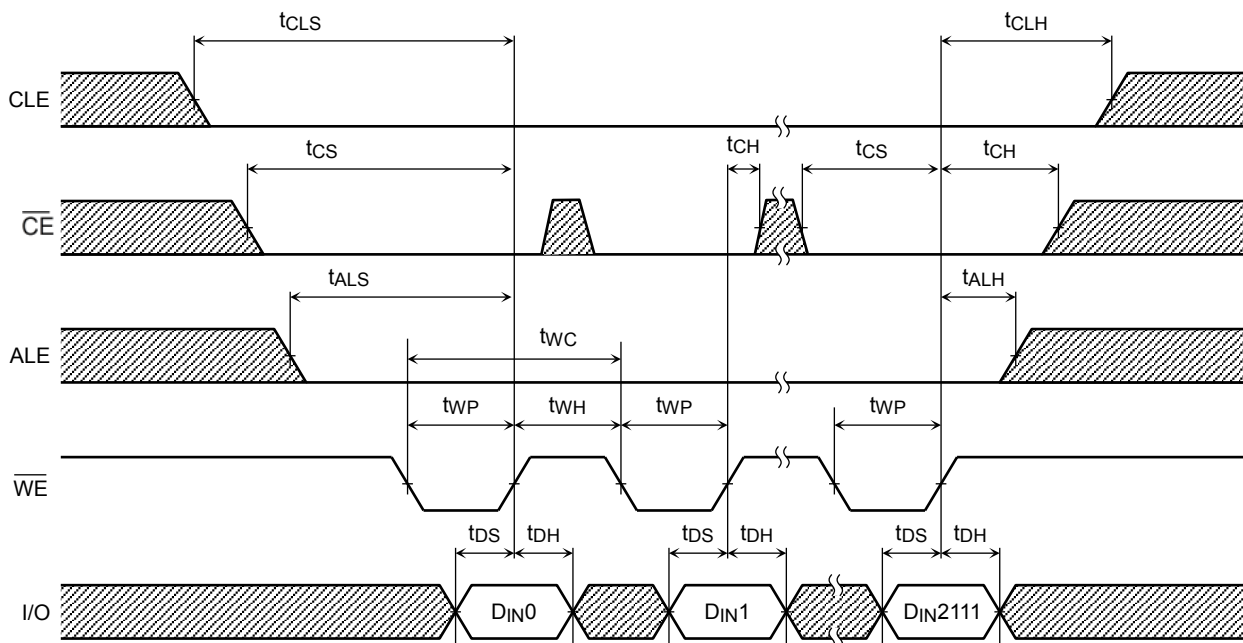 tCLS tCLH
CLE
tCS tCH tCS tCH
CE
tALS tALH
ALE
tWC
tWP tWH tWP tWP
WE
tDS tDH tDS tDH tDS tDH
I/O DIN0 DIN1 DIN2111